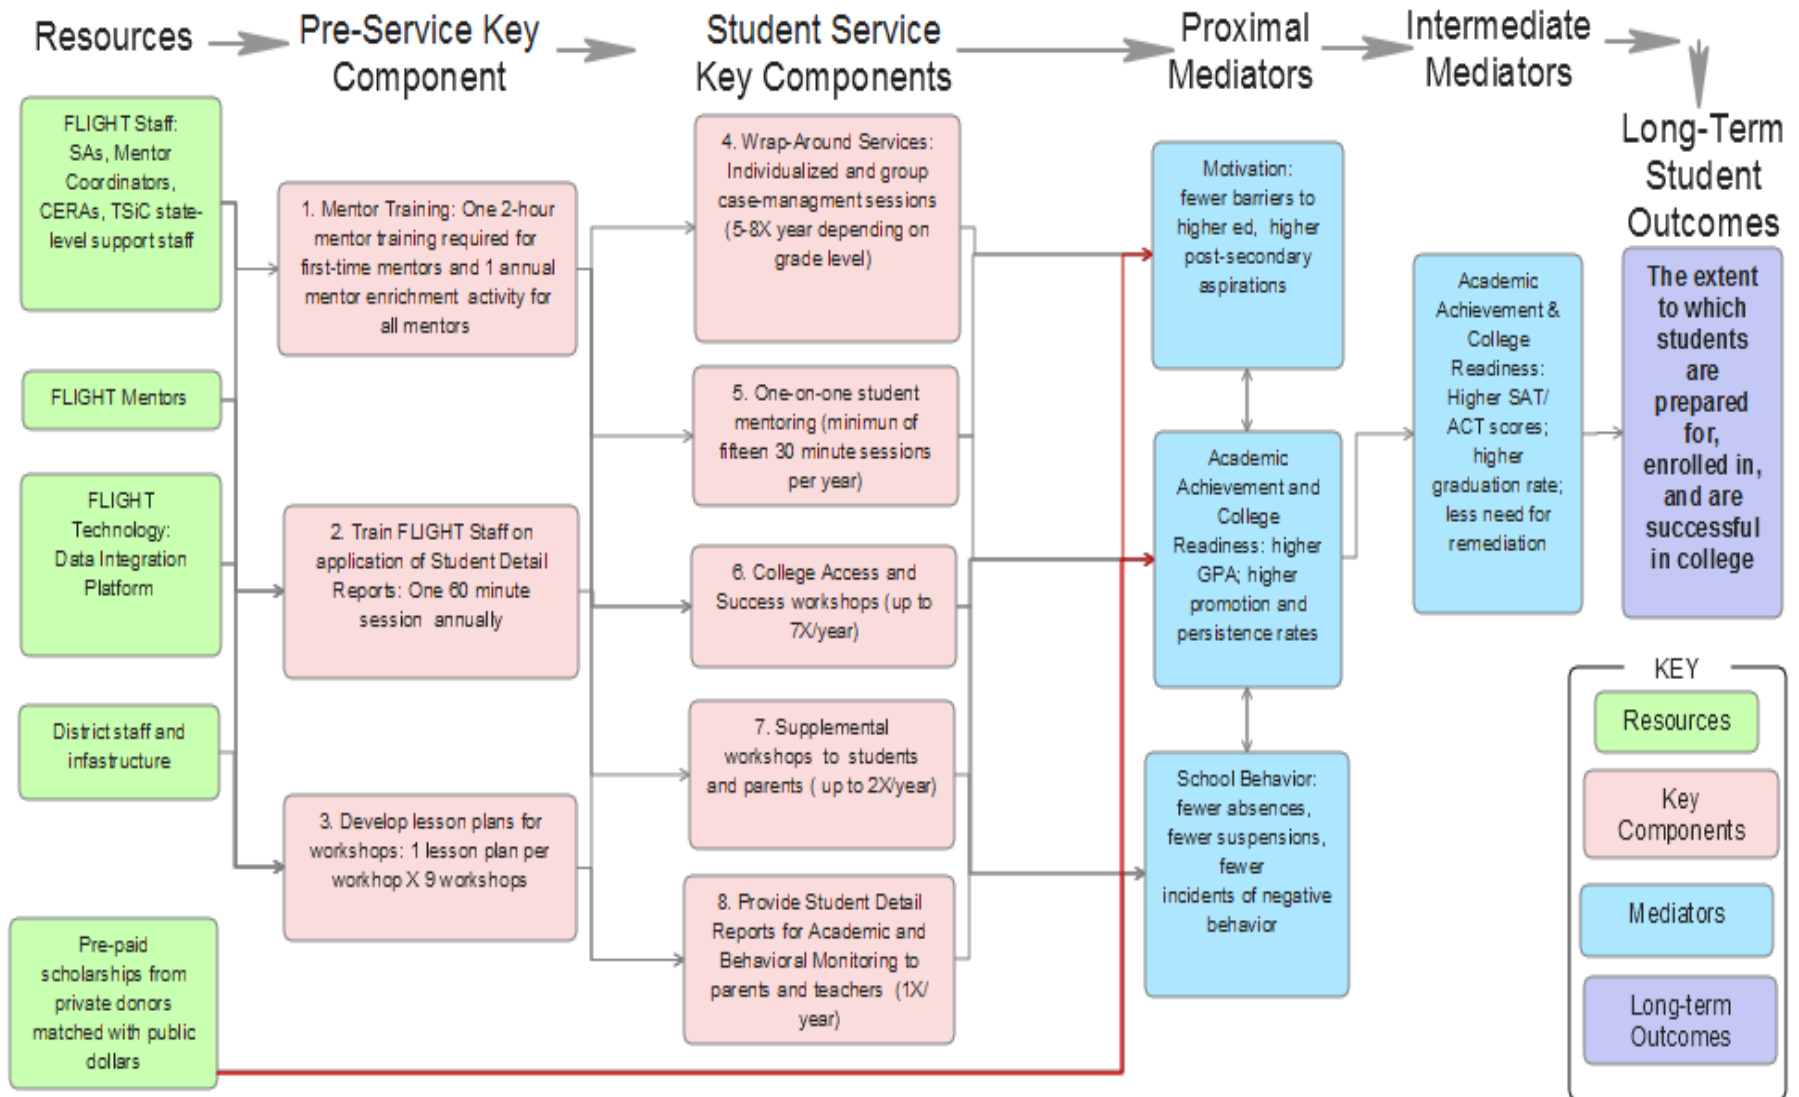 Resources
Pre-Service Key
Component
Student Service
Key Components
Proximal
Mediators
Intermediate
Mediators
Long-Term
Student
Outcomes
FLIGHT Staff:
SAs, Mentor
Coordinators,
CERAs, TSiC state-
level support staff
FLIGHT Mentors
FLIGHT
Technology:
Data Integration
Platform
District staff and
infastructure
Pre-paid
scholarships from
private donors
matched with public
dollars
1. Mentor Training: One 2-hour
mentor training required for
first-time mentors and 1 annual
mentor enrichment activity for
all mentors
2. Train FLIGHT Staff on
application of Student Detail
Reports: One 60 minute
session annually
3. Develop lesson plans for
workshops: 1 lesson plan per
workhop X 9 workshops
4. Wrap-Around Services:
Individualized and group
case-managment sessions
(5-8X year depending on
grade level)
5. One-on-one student
mentoring (minimun of
fifteen 30 minute sessions
per year)
6. College Access and
Success workshops (up to
7X/year)
7. Supplemental
workshops to students
and parents ( up to 2X/year)
8. Provide Student Detail
Reports for Academic and
Behavioral Monitoring to
parents and teachers (1X/
year)
Motivation:
fewer barriers to
higher ed, higher
post-secondary
aspirations
Academic
Achievement and
College
Readiness: higher
GPA; higher
promotion and
persistence rates
School Behavior:
fewer absences,
fewer suspensions,
fewer
incidents of negative
behavior
Academic
Achievement &
College
Readiness:
Higher SAT/
ACT scores;
higher
graduation rate;
less need for
remediation
The extent
to which
students
are
prepared
for,
enrolled in,
and are
successful
in college
KEY
Resources
Key
Components
Mediators
Long-term
Outcomes